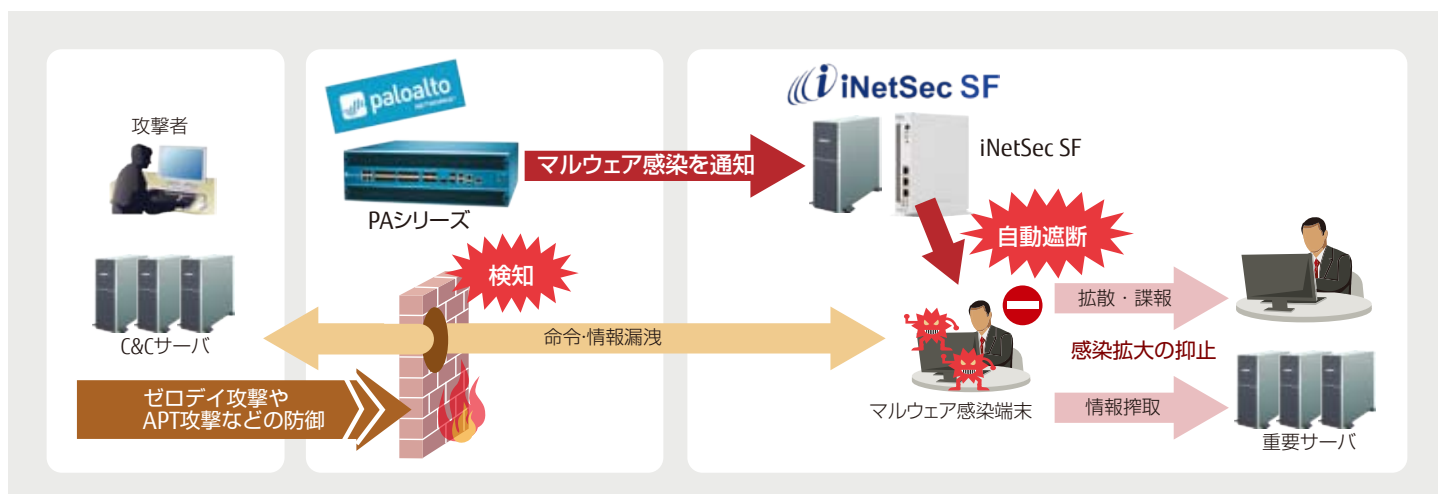 攻撃者
C&Cサーバ
ゼロデイ攻撃や
APT攻撃などの防御
paloalto
NETWORKS
PAシリーズ
検知
マルウェア感染を通知
命令・情報漏洩
iNetSec SF
iNetSec SF
自動遮断
マルウェア感染端末
拡散・諜報
感染拡大の抑止
情報搾取
重要サーバ